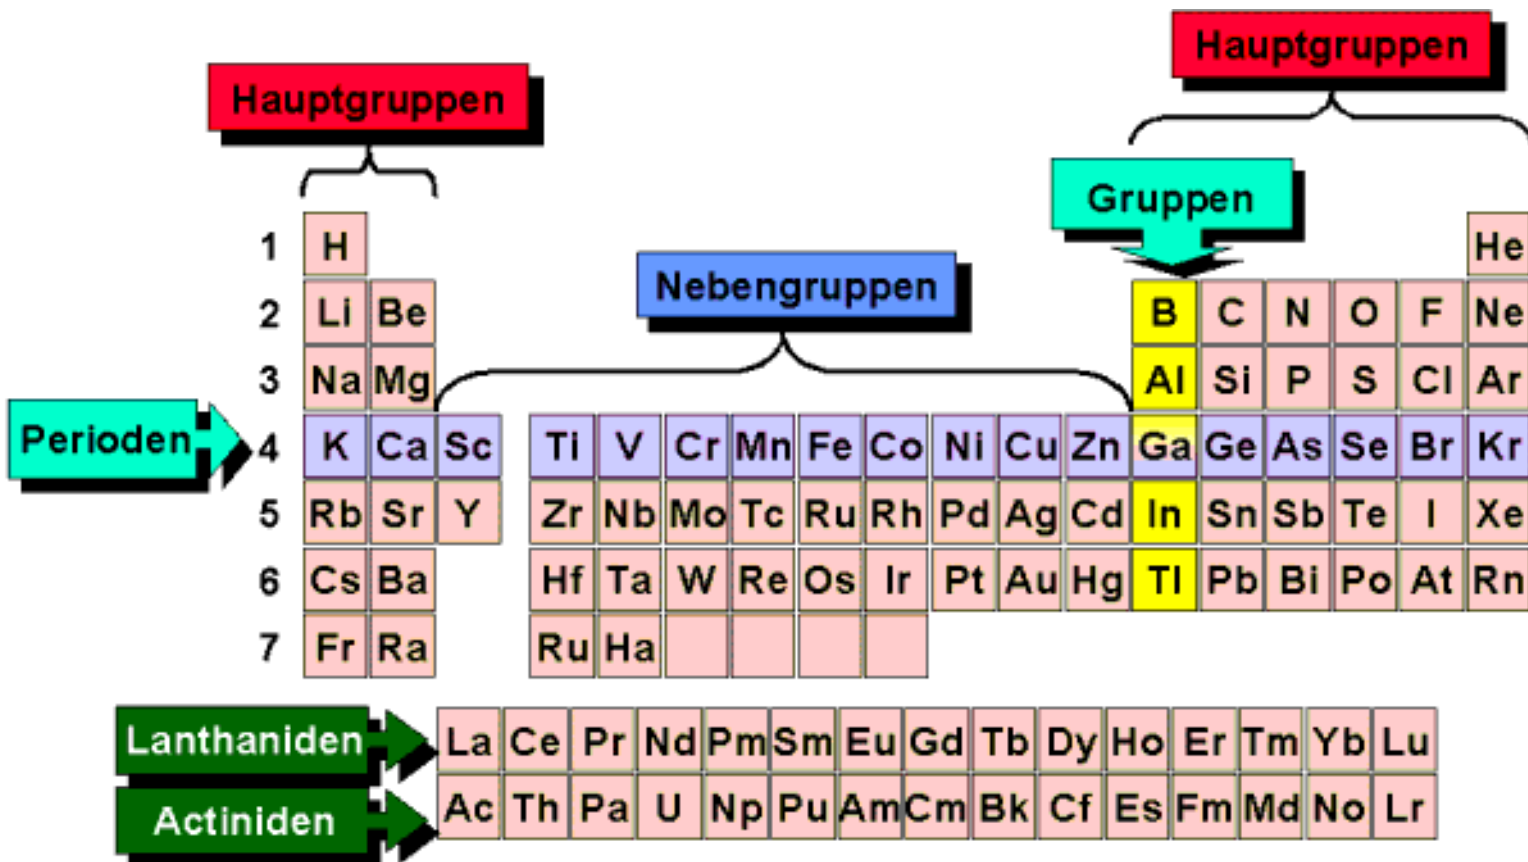 Hauptgruppen
Hauptgruppen
Gruppen
Nebengruppen
Perioden
1 H He
2 Li Be B C N O F Ne
3 Na Mg Al Si P S Cl Ar
4 K Ca Sc Ti V Cr Mn Fe Co Ni Cu Zn Ga Ge As Se Br Kr
5 Rb Sr Y Zr Nb Mo Tc Ru Rh Pd Ag Cd In Sn Sb Te I Xe
6 Cs Ba Hf Ta W Re Os Ir Pt Au Hg Tl Pb Bi Po At Rn
7 Fr Ra Ru Ha
Lanthaniden La Ce Pr Nd Pm Sm Eu Gd Tb Dy Ho Er Tm Yb Lu
Actiniden Ac Th Pa U Np Pu Am Cm Bk Cf Es Fm Md No Lr